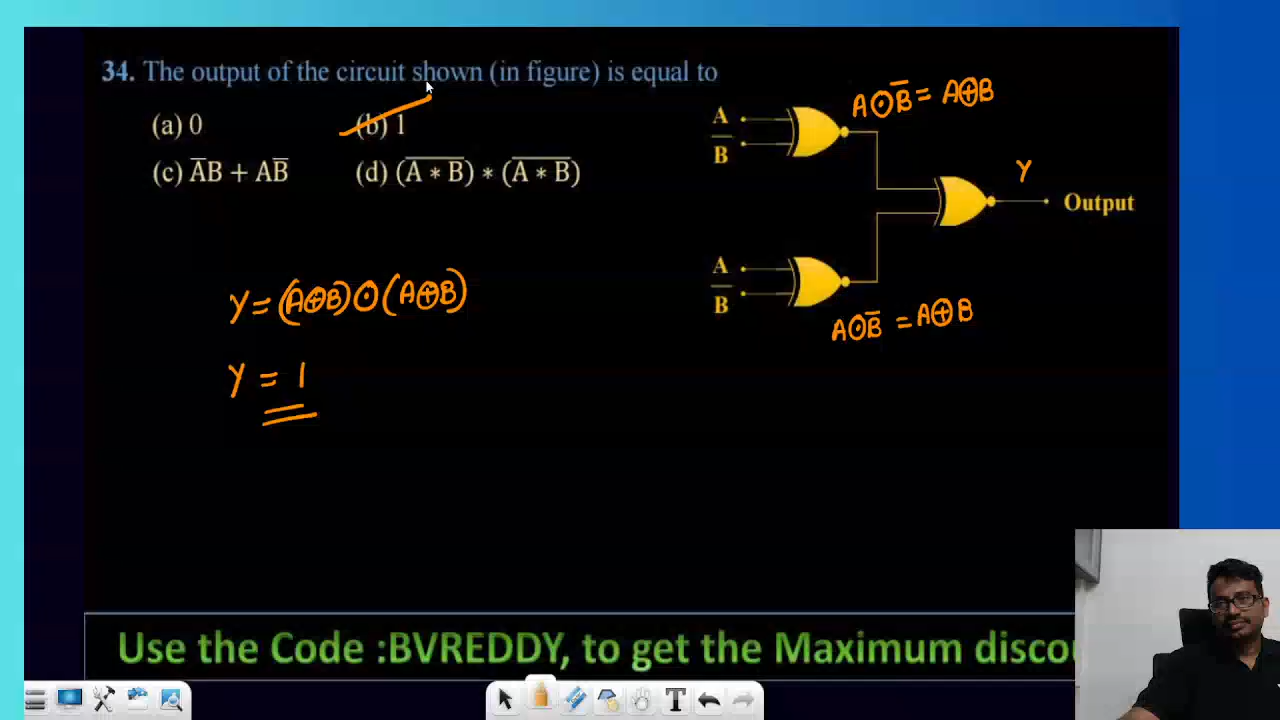 34. The output of the circuit shown (in figure) is equal to
(a) 0
(b) 1
(c) A̅B + AB̅
(d) (A̅ ̅*̅ ̅B̅) * (A̅ ̅*̅ ̅B̅)
A
B̅
A⊙B̅ = A⊕B
Y
Output
A
B̅
A⊙B̅ = A⊕B
Y = (A⊕B)⊙(A⊕B)
Y = 1
Use the Code :BVREDDY, to get the Maximum disco
T